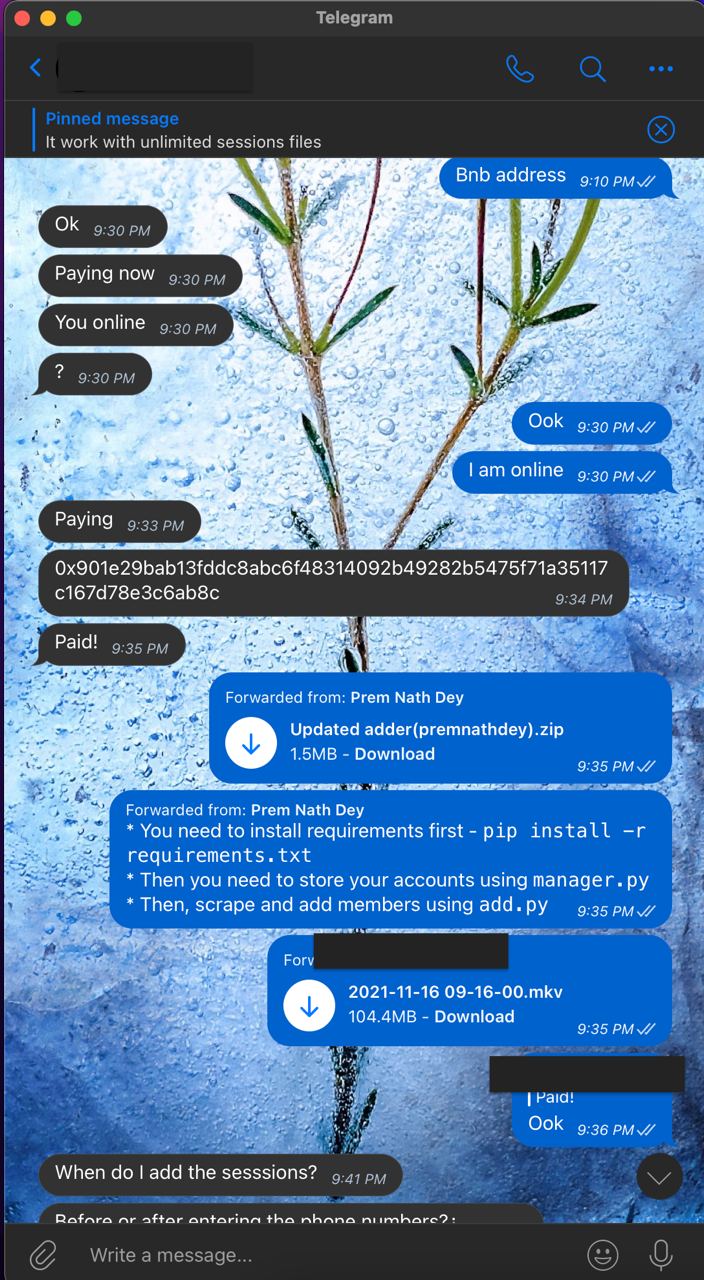 Telegram
Pinned message
It work with unlimited sessions files
Bnb address 9:10 PM
Ok 9:30 PM
Paying now 9:30 PM
You online 9:30 PM
? 9:30 PM
Ook 9:30 PM
I am online 9:30 PM
Paying 9:33 PM
0x901e29bab13fddc8abc6f48314092b49282b5475f71a35117
c167d78e3c6ab8c
9:34 PM
Paid! 9:35 PM
Forwarded from: Prem Nath Dey
Updated adder(premnathdey).zip
1.5MB - Download
9:35 PM
Forwarded from: Prem Nath Dey
* You need to install requirements first - pip install -r
requirements.txt
* Then you need to store your accounts using manager.py
* Then, scrape and add members using add.py 9:35 PM
Forw
2021-11-16 09-16-00.mkv
104.4MB - Download
9:35 PM
Paid!
Ook 9:36 PM
When do I add the sesssions? 9:41 PM
Before or after entering the phone numbers?
Write a message...